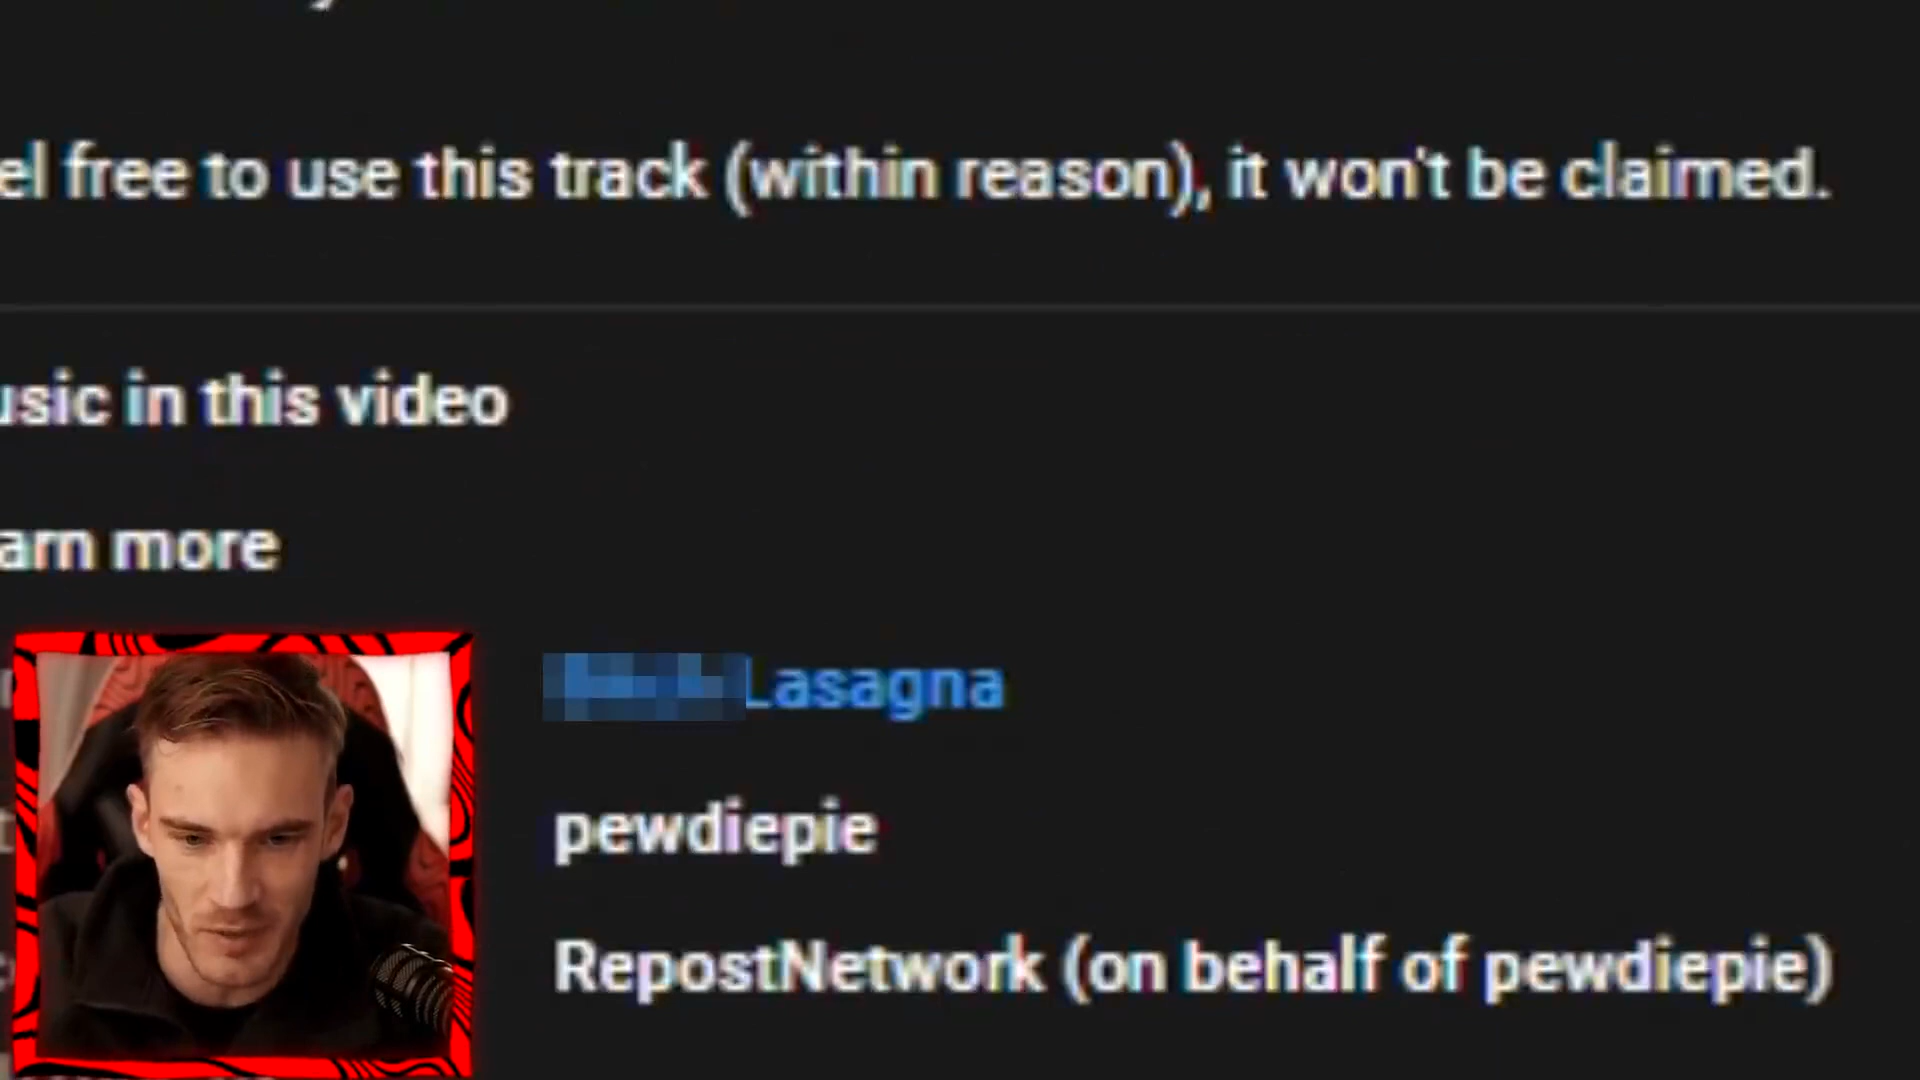 el free to use this track (within reason), it won't be claimed.
usic in this video
arn more
Lasagna
pewdiepie
RepostNetwork (on behalf of pewdiepie)